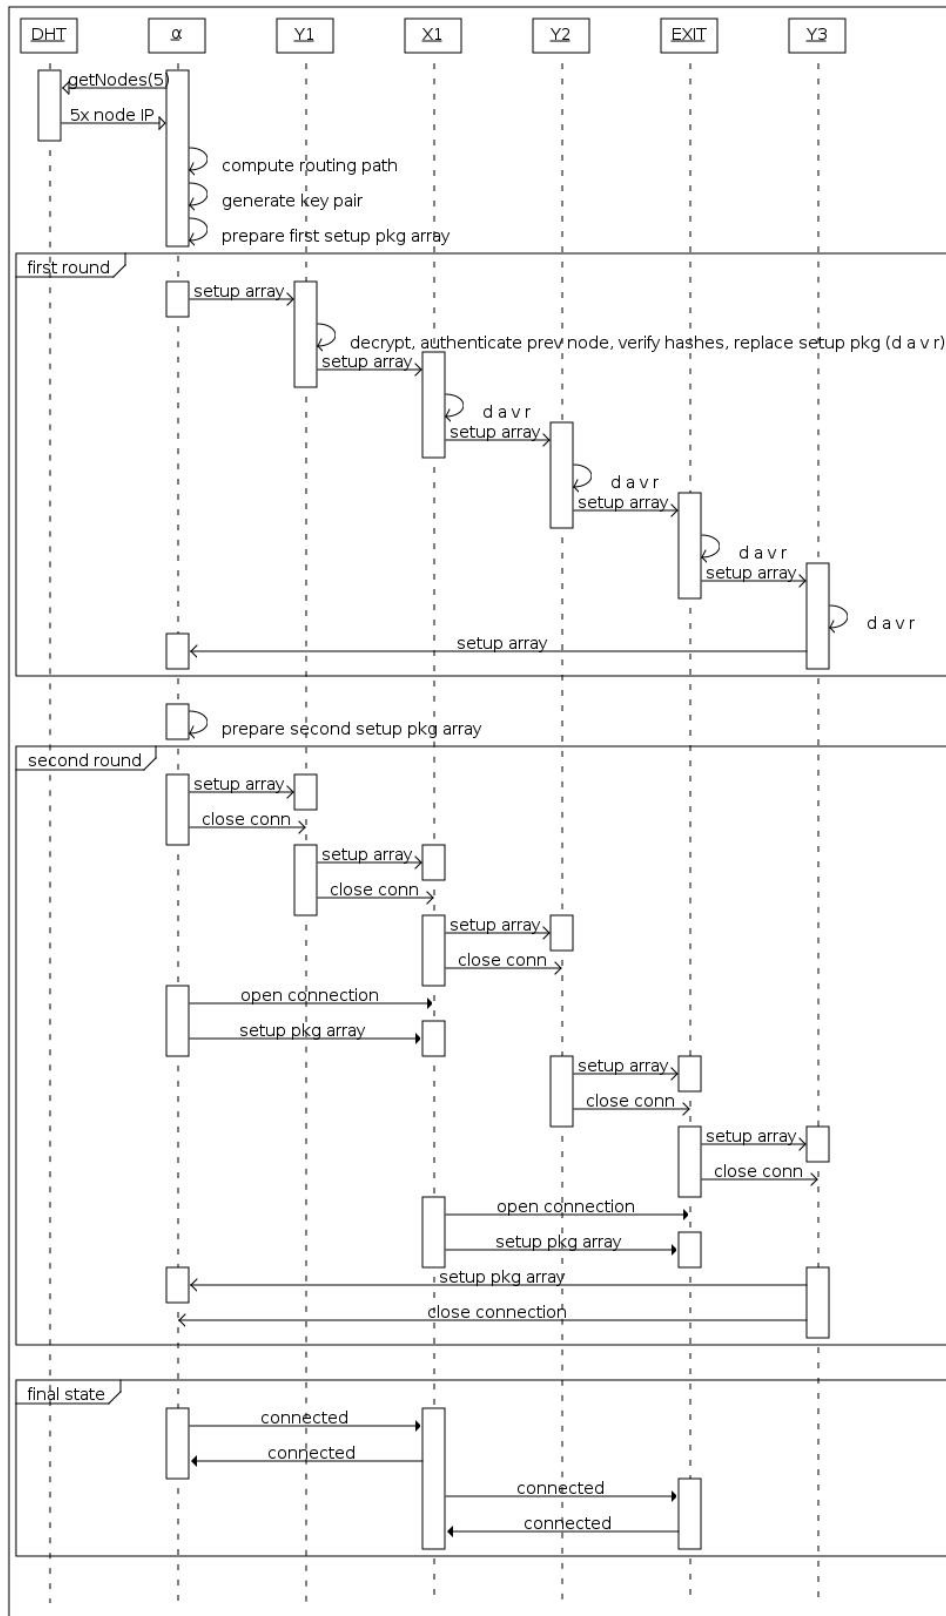 DHT
α
Y1
X1
Y2
EXIT
Y3
getNodes(5)
5x node IP
compute routing path
generate key pair
prepare first setup pkg array
first round
setup array
decrypt, authenticate prev node, verify hashes, replace setup pkg (d a v r)
setup array
d a v r
setup array
d a v r
setup array
d a v r
setup array
d a v r
setup array
prepare second setup pkg array
second round
setup array
close conn
setup array
close conn
setup array
close conn
open connection
setup pkg array
setup array
close conn
setup array
close conn
open connection
setup pkg array
setup pkg array
close connection
final state
connected
connected
connected
connected